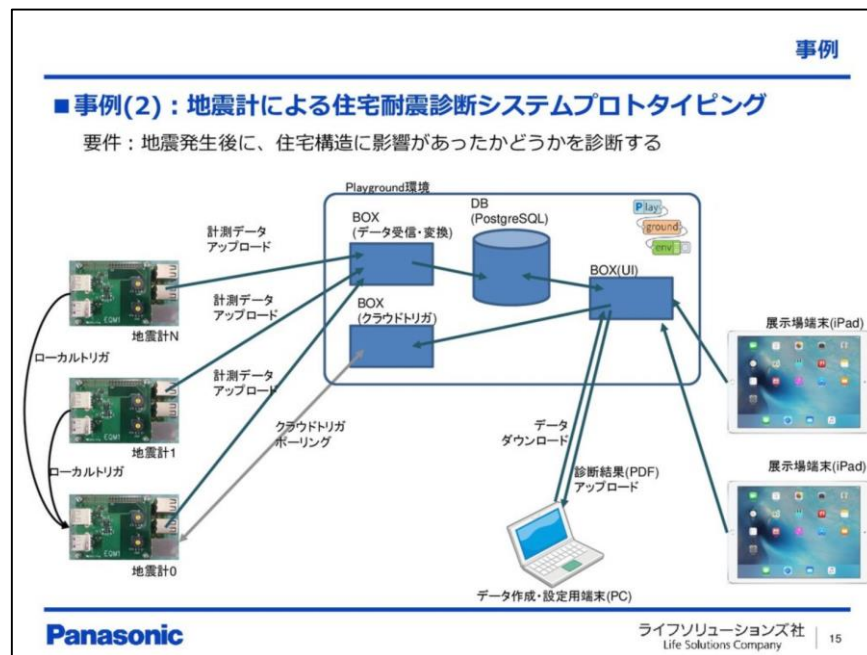 事例
■事例(2)：地震計による住宅耐震診断システムプロトタイピング
要件：地震発生後に、住宅構造に影響があったかどうかを診断する
Playground環境
BOX
(データ受信・変換)
DB
(PostgreSQL)
Play
ground
env
BOX(UI)
BOX
(クラウドトリガ)
計測データ
アップロード
計測データ
アップロード
計測データ
アップロード
EQM1
地震計N
ローカルトリガ
地震計1
ローカルトリガ
EQM1
地震計0
クラウドトリガ
ポーリング
データ
ダウンロード
診断結果(PDF)
アップロード
展示場端末(iPad)
展示場端末(iPad)
データ作成・設定用端末(PC)
Panasonic
ライフソリューションズ社
Life Solutions Company
15